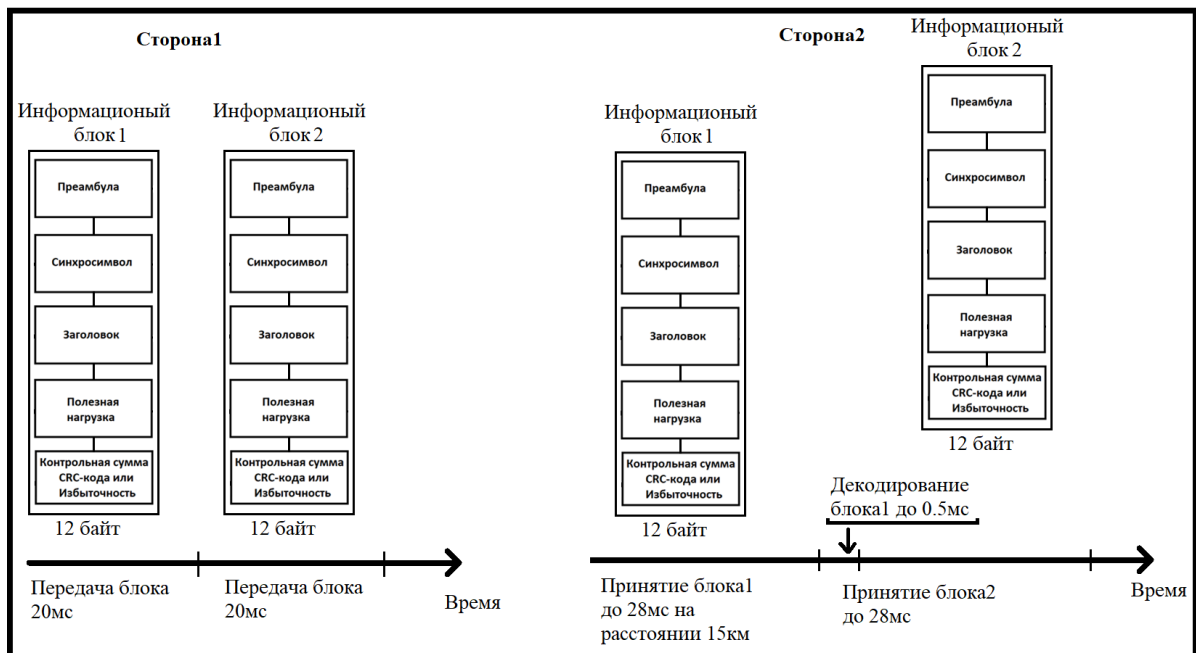 Сторона1
Информационый
блок 1
Преамбула
Синхросимвол
Заголовок
Полезная
нагрузка
Контрольная сумма
CRC-кода или
Избыточность
12 байт
Передача блока
20мс
Информационый
блок 2
Преамбула
Синхросимвол
Заголовок
Полезная
нагрузка
Контрольная сумма
CRC-кода или
Избыточность
12 байт
Передача блока
20мс
Время
Сторона2
Информационый
блок 1
Преамбула
Синхросимвол
Заголовок
Полезная
нагрузка
Контрольная сумма
CRC-кода или
Избыточность
12 байт
Принятие блока1
до 28мс на
расстоянии 15км
Декодирование
блока1 до 0.5мс
Информационый
блок 2
Преамбула
Синхросимвол
Заголовок
Полезная
нагрузка
Контрольная сумма
CRC-кода или
Избыточность
12 байт
Принятие блока2
до 28мс
Время